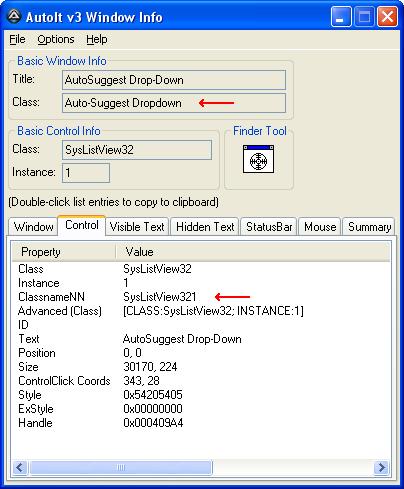 AutoIt v3 Window Info
File Options Help
Basic Window Info
Title: AutoSuggest Drop-Down
Class: Auto-Suggest Dropdown
Basic Control Info Finder Tool
Class: SysListView32
Instance: 1
(Double-click list entries to copy to clipboard)
Window Control Visible Text Hidden Text StatusBar Mouse Summary
Property Value
Class SysListView32
Instance 1
ClassnameNN SysListView321
Advanced (Class) [CLASS:SysListView32; INSTANCE:1]
ID
Text AutoSuggest Drop-Down
Position 0, 0
Size 30170, 224
ControlClick Coords 343, 28
Style 0x54205405
ExStyle 0x00000000
Handle 0x000409A4